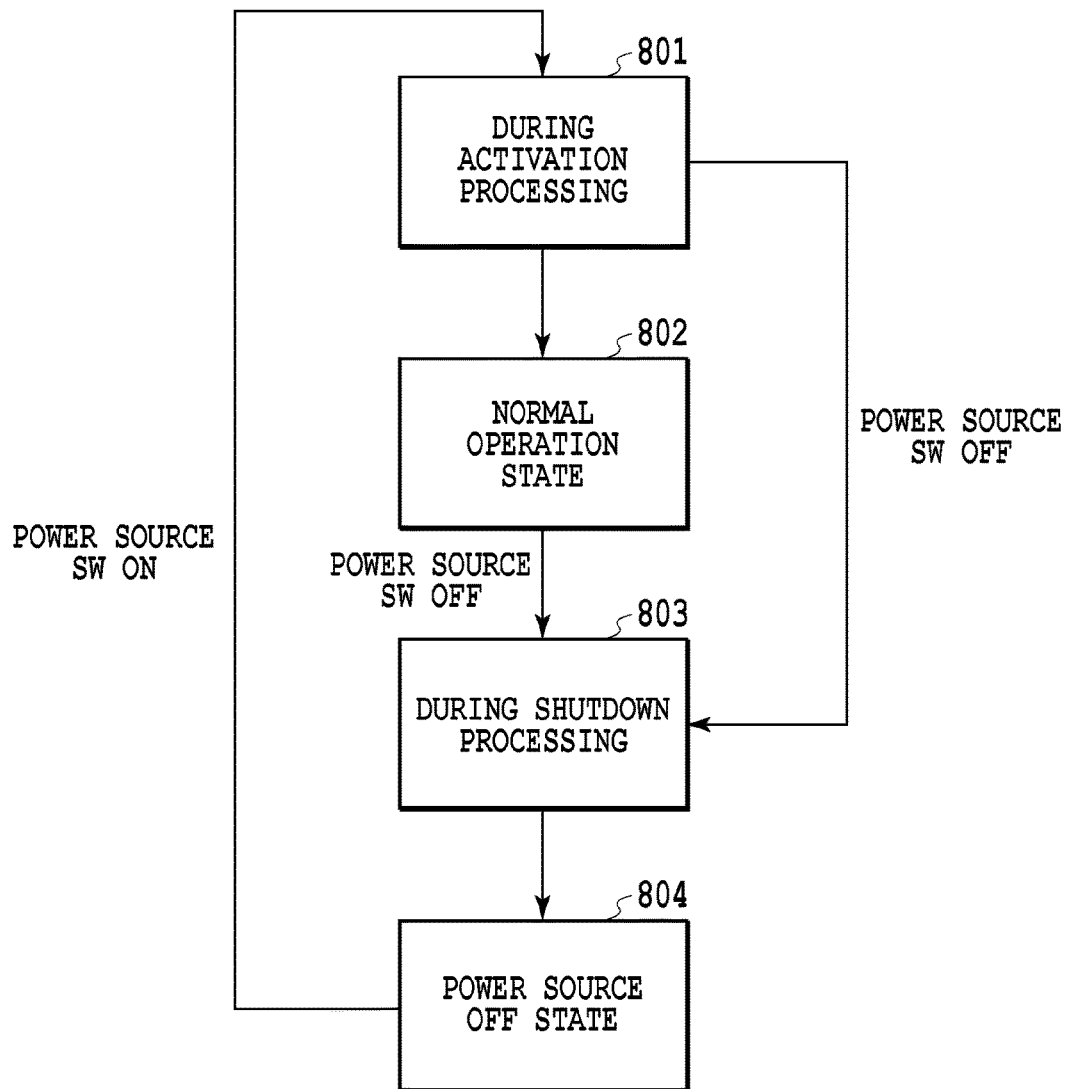 801
DURING
ACTIVATION
PROCESSING
802
NORMAL
OPERATION
STATE
POWER SOURCE
SW OFF
POWER SOURCE
SW ON
POWER SOURCE
SW OFF
803
DURING SHUTDOWN
PROCESSING
804
POWER SOURCE
OFF STATE